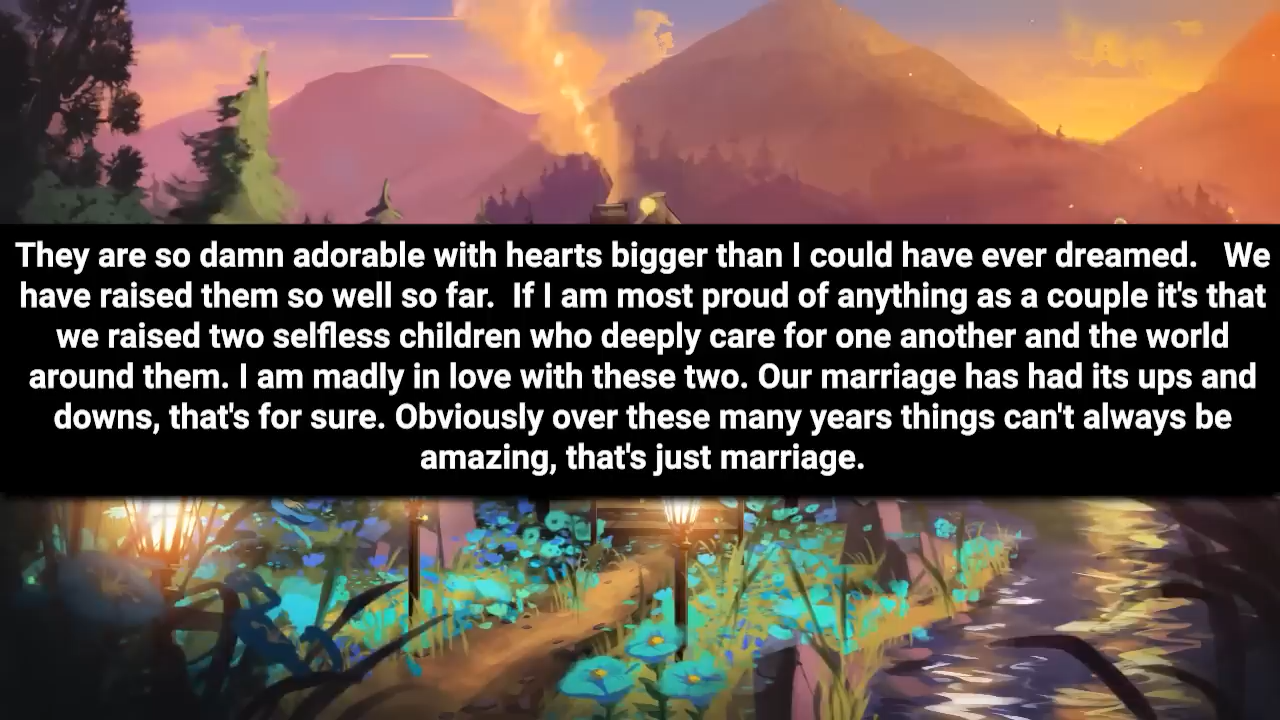 They are so damn adorable with hearts bigger than I could have ever dreamed.   We
have raised them so well so far.  If I am most proud of anything as a couple it's that
we raised two selfless children who deeply care for one another and the world
around them. I am madly in love with these two. Our marriage has had its ups and
downs, that's for sure. Obviously over these many years things can't always be
amazing, that's just marriage.